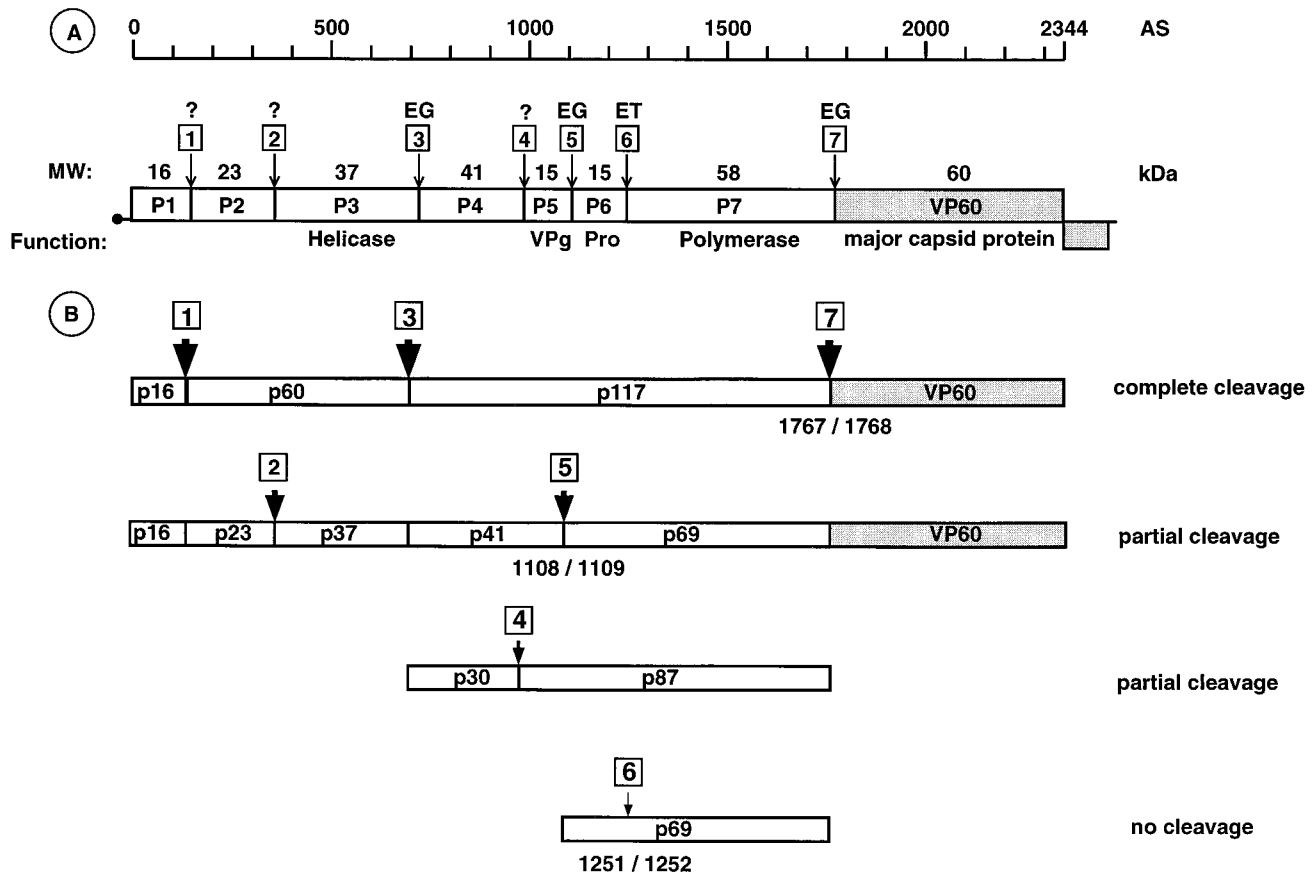 A 0 500 1000 1500 2000 2344 AS
? ? EG ? EG ET EG
1 2 3 4 5 6 7
MW: 16 23 37 41 15 15 58 60 kDa
P1 P2 P3 P4 P5 P6 P7 VP60
Function: Helicase VPg Pro Polymerase major capsid protein
B 1 3 7
p16 p60 p117 VP60 complete cleavage
1767 / 1768
2 5
p16 p23 p37 p41 p69 VP60 partial cleavage
1108 / 1109
4
p30 p87 partial cleavage
6
p69 no cleavage
1251 / 1252